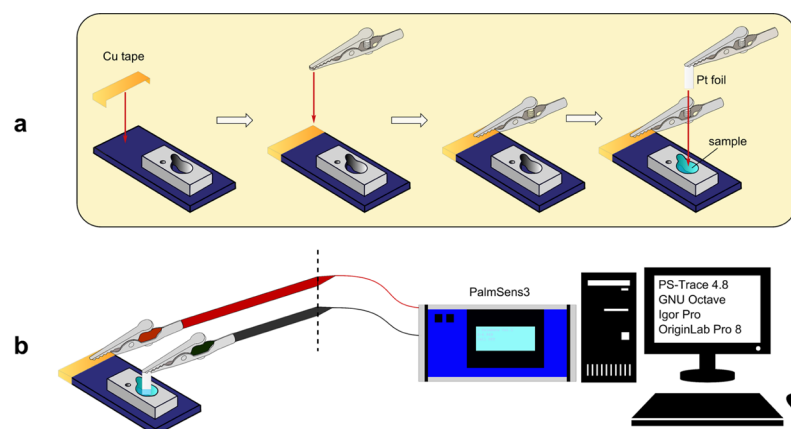 a
Cu tape
Pt foil
sample
b
PalmSens3
PS-Trace 4.8
GNU Octave
Igor Pro
OriginLab Pro 8